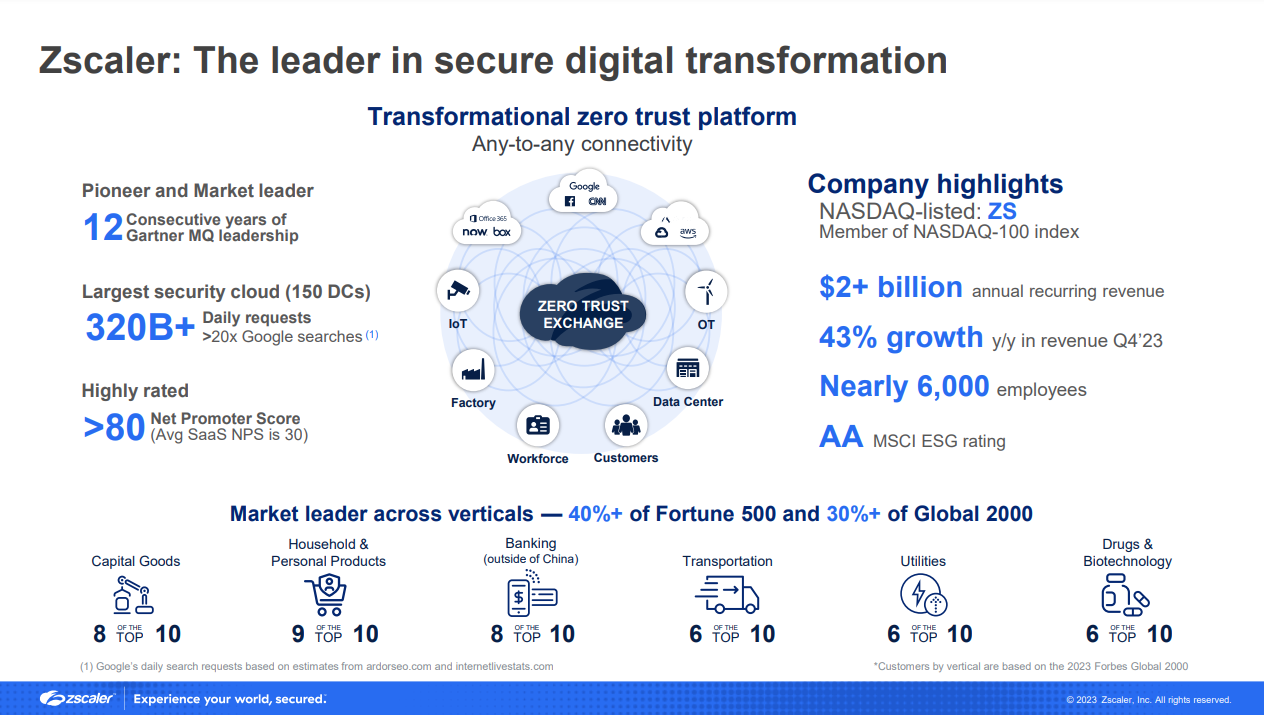 Zscaler: The leader in secure digital transformation
Transformational zero trust platform
Any-to-any connectivity
Pioneer and Market leader
12 Consecutive years of
Gartner MQ leadership
Largest security cloud (150 DCs)
320B+ Daily requests
>20x Google searches (1)
Highly rated
>80 Net Promoter Score
(Avg SaaS NPS is 30)
Google
CNN
Office 365
now box
aws
ZERO TRUST
EXCHANGE
IoT
OT
Factory
Data Center
Workforce
Customers
Company highlights
NASDAQ-listed: ZS
Member of NASDAQ-100 index
$2+ billion annual recurring revenue
43% growth y/y in revenue Q4'23
Nearly 6,000 employees
AA MSCI ESG rating
Market leader across verticals — 40%+ of Fortune 500 and 30%+ of Global 2000
Capital Goods
8 OF THE TOP 10
Household &
Personal Products
9 OF THE TOP 10
Banking
(outside of China)
$
8 OF THE TOP 10
Transportation
6 OF THE TOP 10
Utilities
6 OF THE TOP 10
Drugs &
Biotechnology
6 OF THE TOP 10
(1) Google's daily search requests based on estimates from ardorseo.com and internetlivestats.com
*Customers by vertical are based on the 2023 Forbes Global 2000
zscaler™ Experience your world, secured.™
© 2023 Zscaler, Inc. All rights reserved.